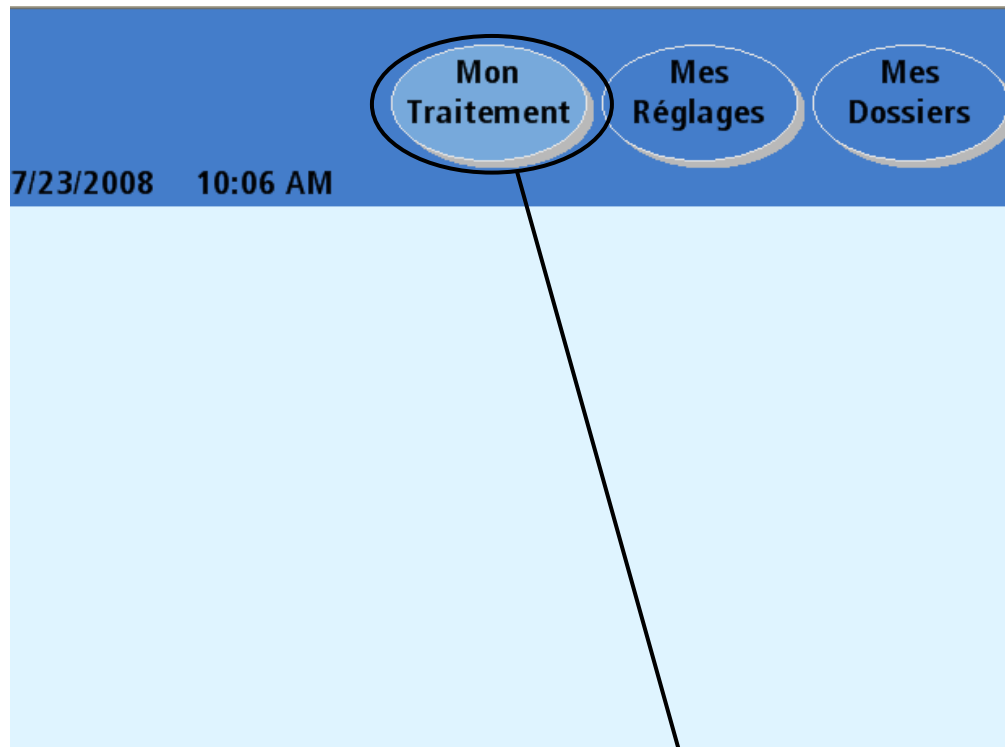 Mon
Traitement
Mes
Réglages
Mes
Dossiers
7/23/2008 10:06 AM